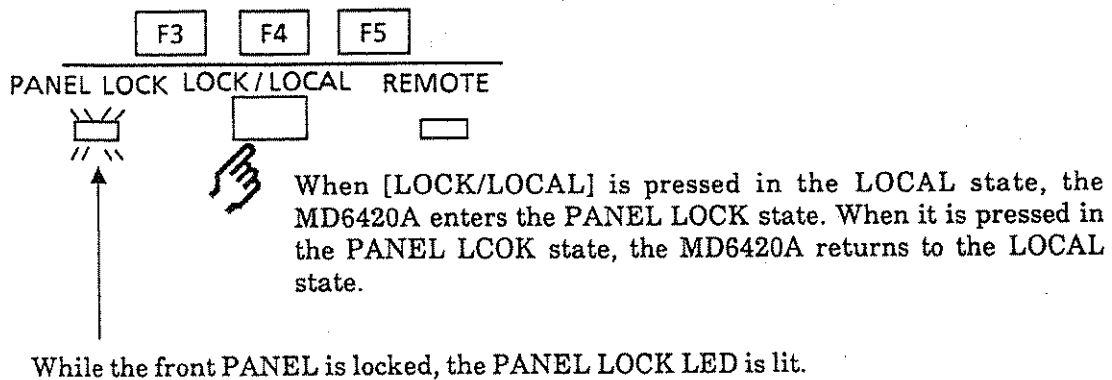 F3 F4 F5
PANEL LOCK LOCK/LOCAL REMOTE
When [LOCK/LOCAL] is pressed in the LOCAL state, the
MD6420A enters the PANEL LOCK state. When it is pressed in
the PANEL LCOK state, the MD6420A returns to the LOCAL
state.
While the front PANEL is locked, the PANEL LOCK LED is lit.